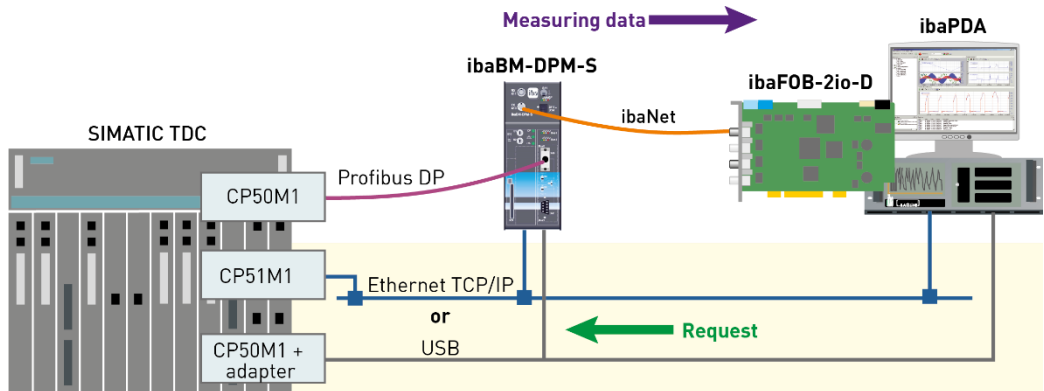 Measuring data
ibaPDA
ibaBM-DPM-S
ibaFOB-2io-D
ibaNet
SIMATIC TDC
Profibus DP
CP50M1
CP51M1
Ethernet TCP/IP
or
Request
USB
CP50M1 +
adapter